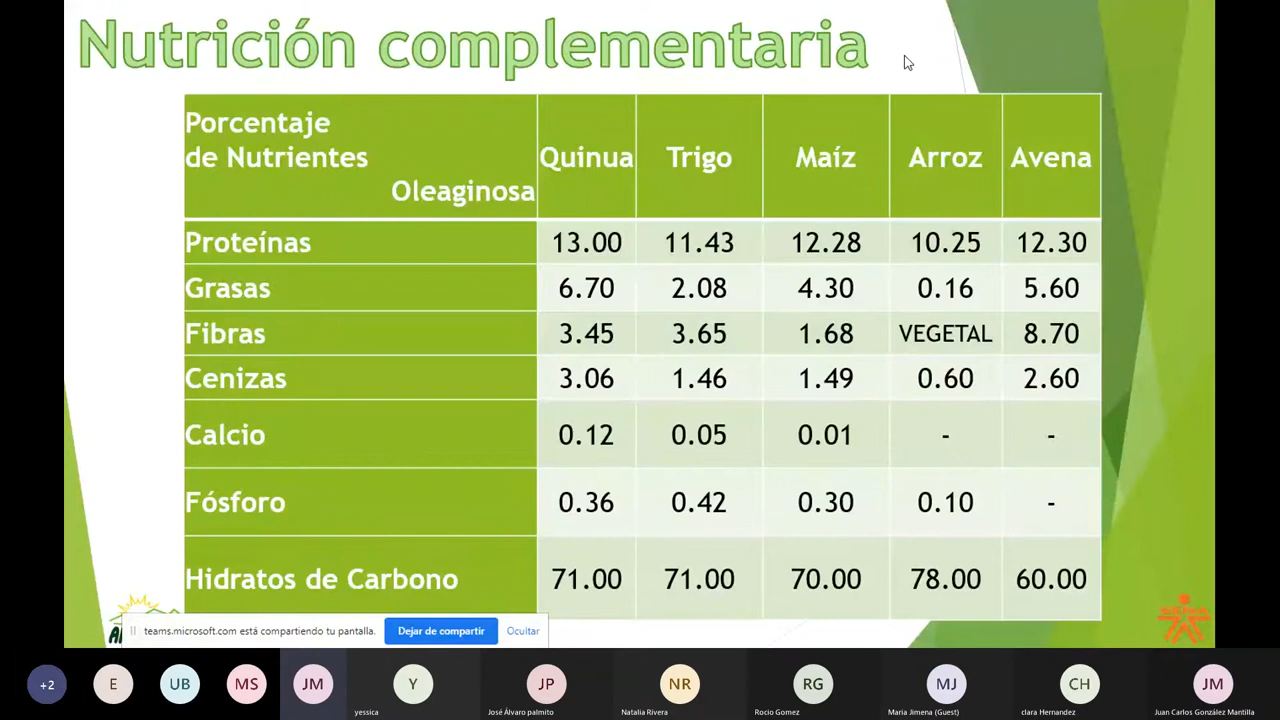 Nutrición complementaria
Porcentaje
de Nutrientes
Oleaginosa
Quinua Trigo Maíz Arroz Avena
Proteínas 13.00 11.43 12.28 10.25 12.30
Grasas 6.70 2.08 4.30 0.16 5.60
Fibras 3.45 3.65 1.68 VEGETAL 8.70
Cenizas 3.06 1.46 1.49 0.60 2.60
Calcio 0.12 0.05 0.01 - -
Fósforo 0.36 0.42 0.30 0.10 -
Hidratos de Carbono 71.00 71.00 70.00 78.00 60.00
teams.microsoft.com está compartiendo tu pantalla. Dejar de compartir Ocultar
+2 E UB MS JM Y JP NR RG MJ CH JM
yessica José Álvaro palmito Natalia Rivera Rocio Gomez Maria Jimena (Guest) clara Hernandez Juan Carlos González Mantilla